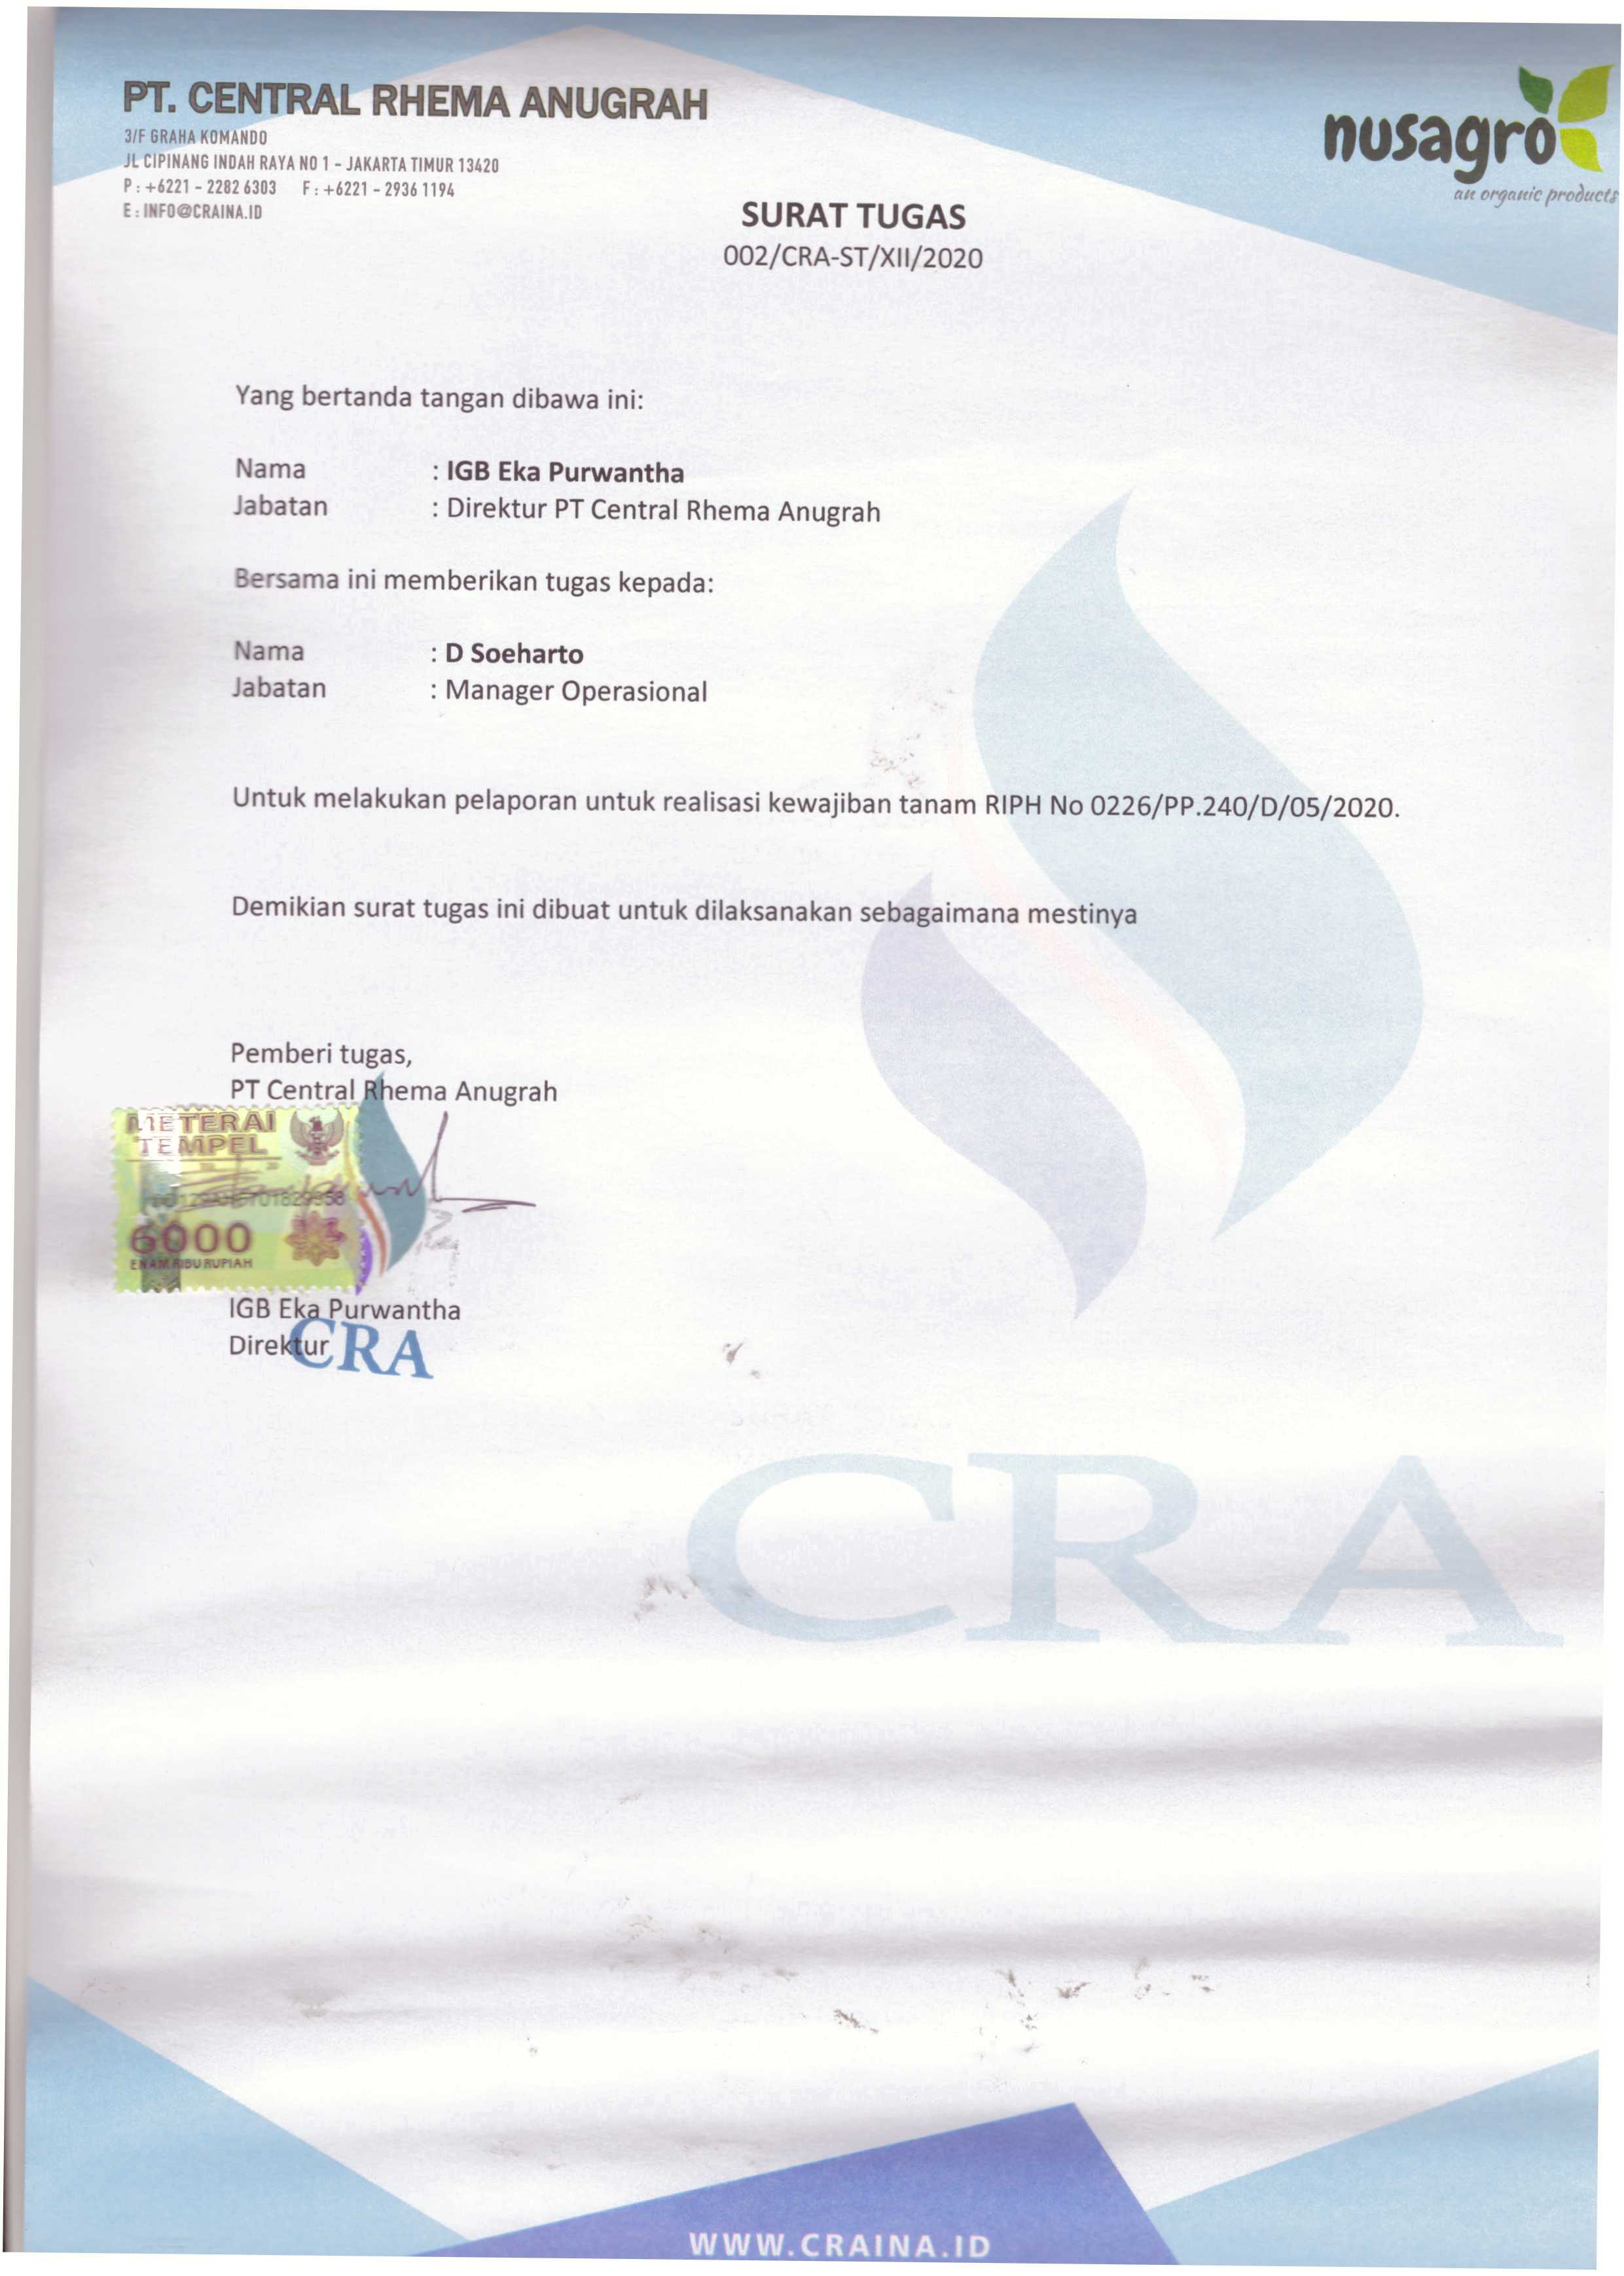 PT. CENTRAL RHEMA ANUGRAH
3/F GRAHA KOMANDO
JL CIPINANG INDAH RAYA NO 1 - JAKARTA TIMUR 13420
P : +6221 - 2282 6303 F : +6221 - 2936 1194
E : INFO@CRAINA.ID
nusagro
an organic products
SURAT TUGAS
002/CRA-ST/XII/2020
Yang bertanda tangan dibawa ini:
Nama : IGB Eka Purwantha
Jabatan : Direktur PT Central Rhema Anugrah
Bersama ini memberikan tugas kepada:
Nama : D Soeharto
Jabatan : Manager Operasional
Untuk melakukan pelaporan untuk realisasi kewajiban tanam RIPH No 0226/PP.240/D/05/2020.
Demikian surat tugas ini dibuat untuk dilaksanakan sebagaimana mestinya
Pemberi tugas,
PT Central Rhema Anugrah
METERAI
TEMPEL
6000
ENAM RIBU RUPIAH
IGB Eka Purwantha
Direktur
CRA
CRA
WWW.CRAINA.ID